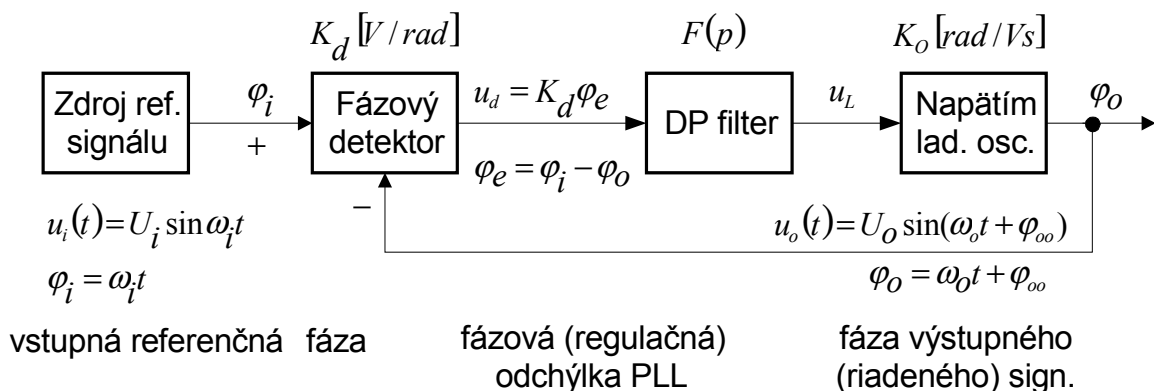 K_d [V/rad]
F(p)
K_O [rad/Vs]
Zdroj ref.
signálu
φ_i
+
Fázový
detektor
−
u_d = K_d φ_e
φ_e = φ_i − φ_o
DP filter
u_L
Napätím
lad. osc.
φ_o
u_i(t) = U_i sin ω_i t
φ_i = ω_i t
u_o(t) = U_o sin(ω_o t + φ_oo)
φ_o = ω_o t + φ_oo
vstupná referenčná fáza
fázová (regulačná)
odchýlka PLL
fáza výstupného
(riadeného) sign.